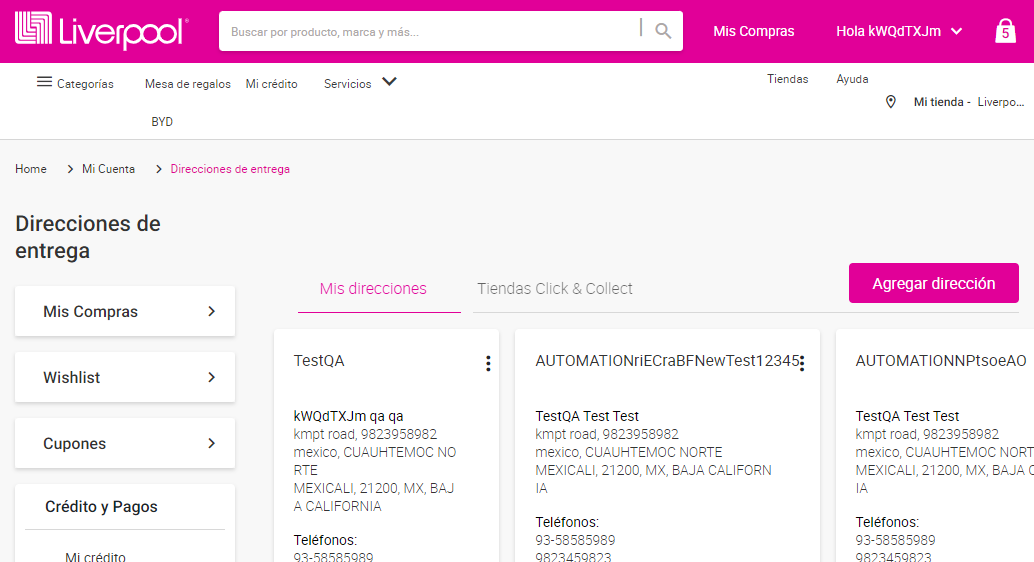 Liverpool
Buscar por producto, marca y más...
Mis Compras
Hola kWQdTXJm
5
Categorías
Mesa de regalos
Mi crédito
Servicios
Tiendas
Ayuda
Mi tienda - Liverpo...
BYD
Home > Mi Cuenta > Direcciones de entrega
Direcciones de
entrega
Mis Compras
Wishlist
Cupones
Crédito y Pagos
Mi crédito
Mis direcciones
Tiendas Click & Collect
Agregar dirección
TestQA
kWQdTXJm qa qa
kmpt road, 9823958982
mexico, CUAUHTEMOC NO
RTE
MEXICALI, 21200, MX, BAJ
A CALIFORNIA
Teléfonos:
93-58585989
AUTOMATIONriECraBFNewTest12345
TestQA Test Test
kmpt road, 9823958982
mexico, CUAUHTEMOC NORTE
MEXICALI, 21200, MX, BAJA CALIFORN
IA
Teléfonos:
93-58585989
9823459823
AUTOMATIONNPtsoeAO
TestQA Test Test
kmpt road, 9823958982
mexico, CUAUHTEMOC NORT
MEXICALI, 21200, MX, BAJA C
IA
Teléfonos:
93-58585989
9823459823